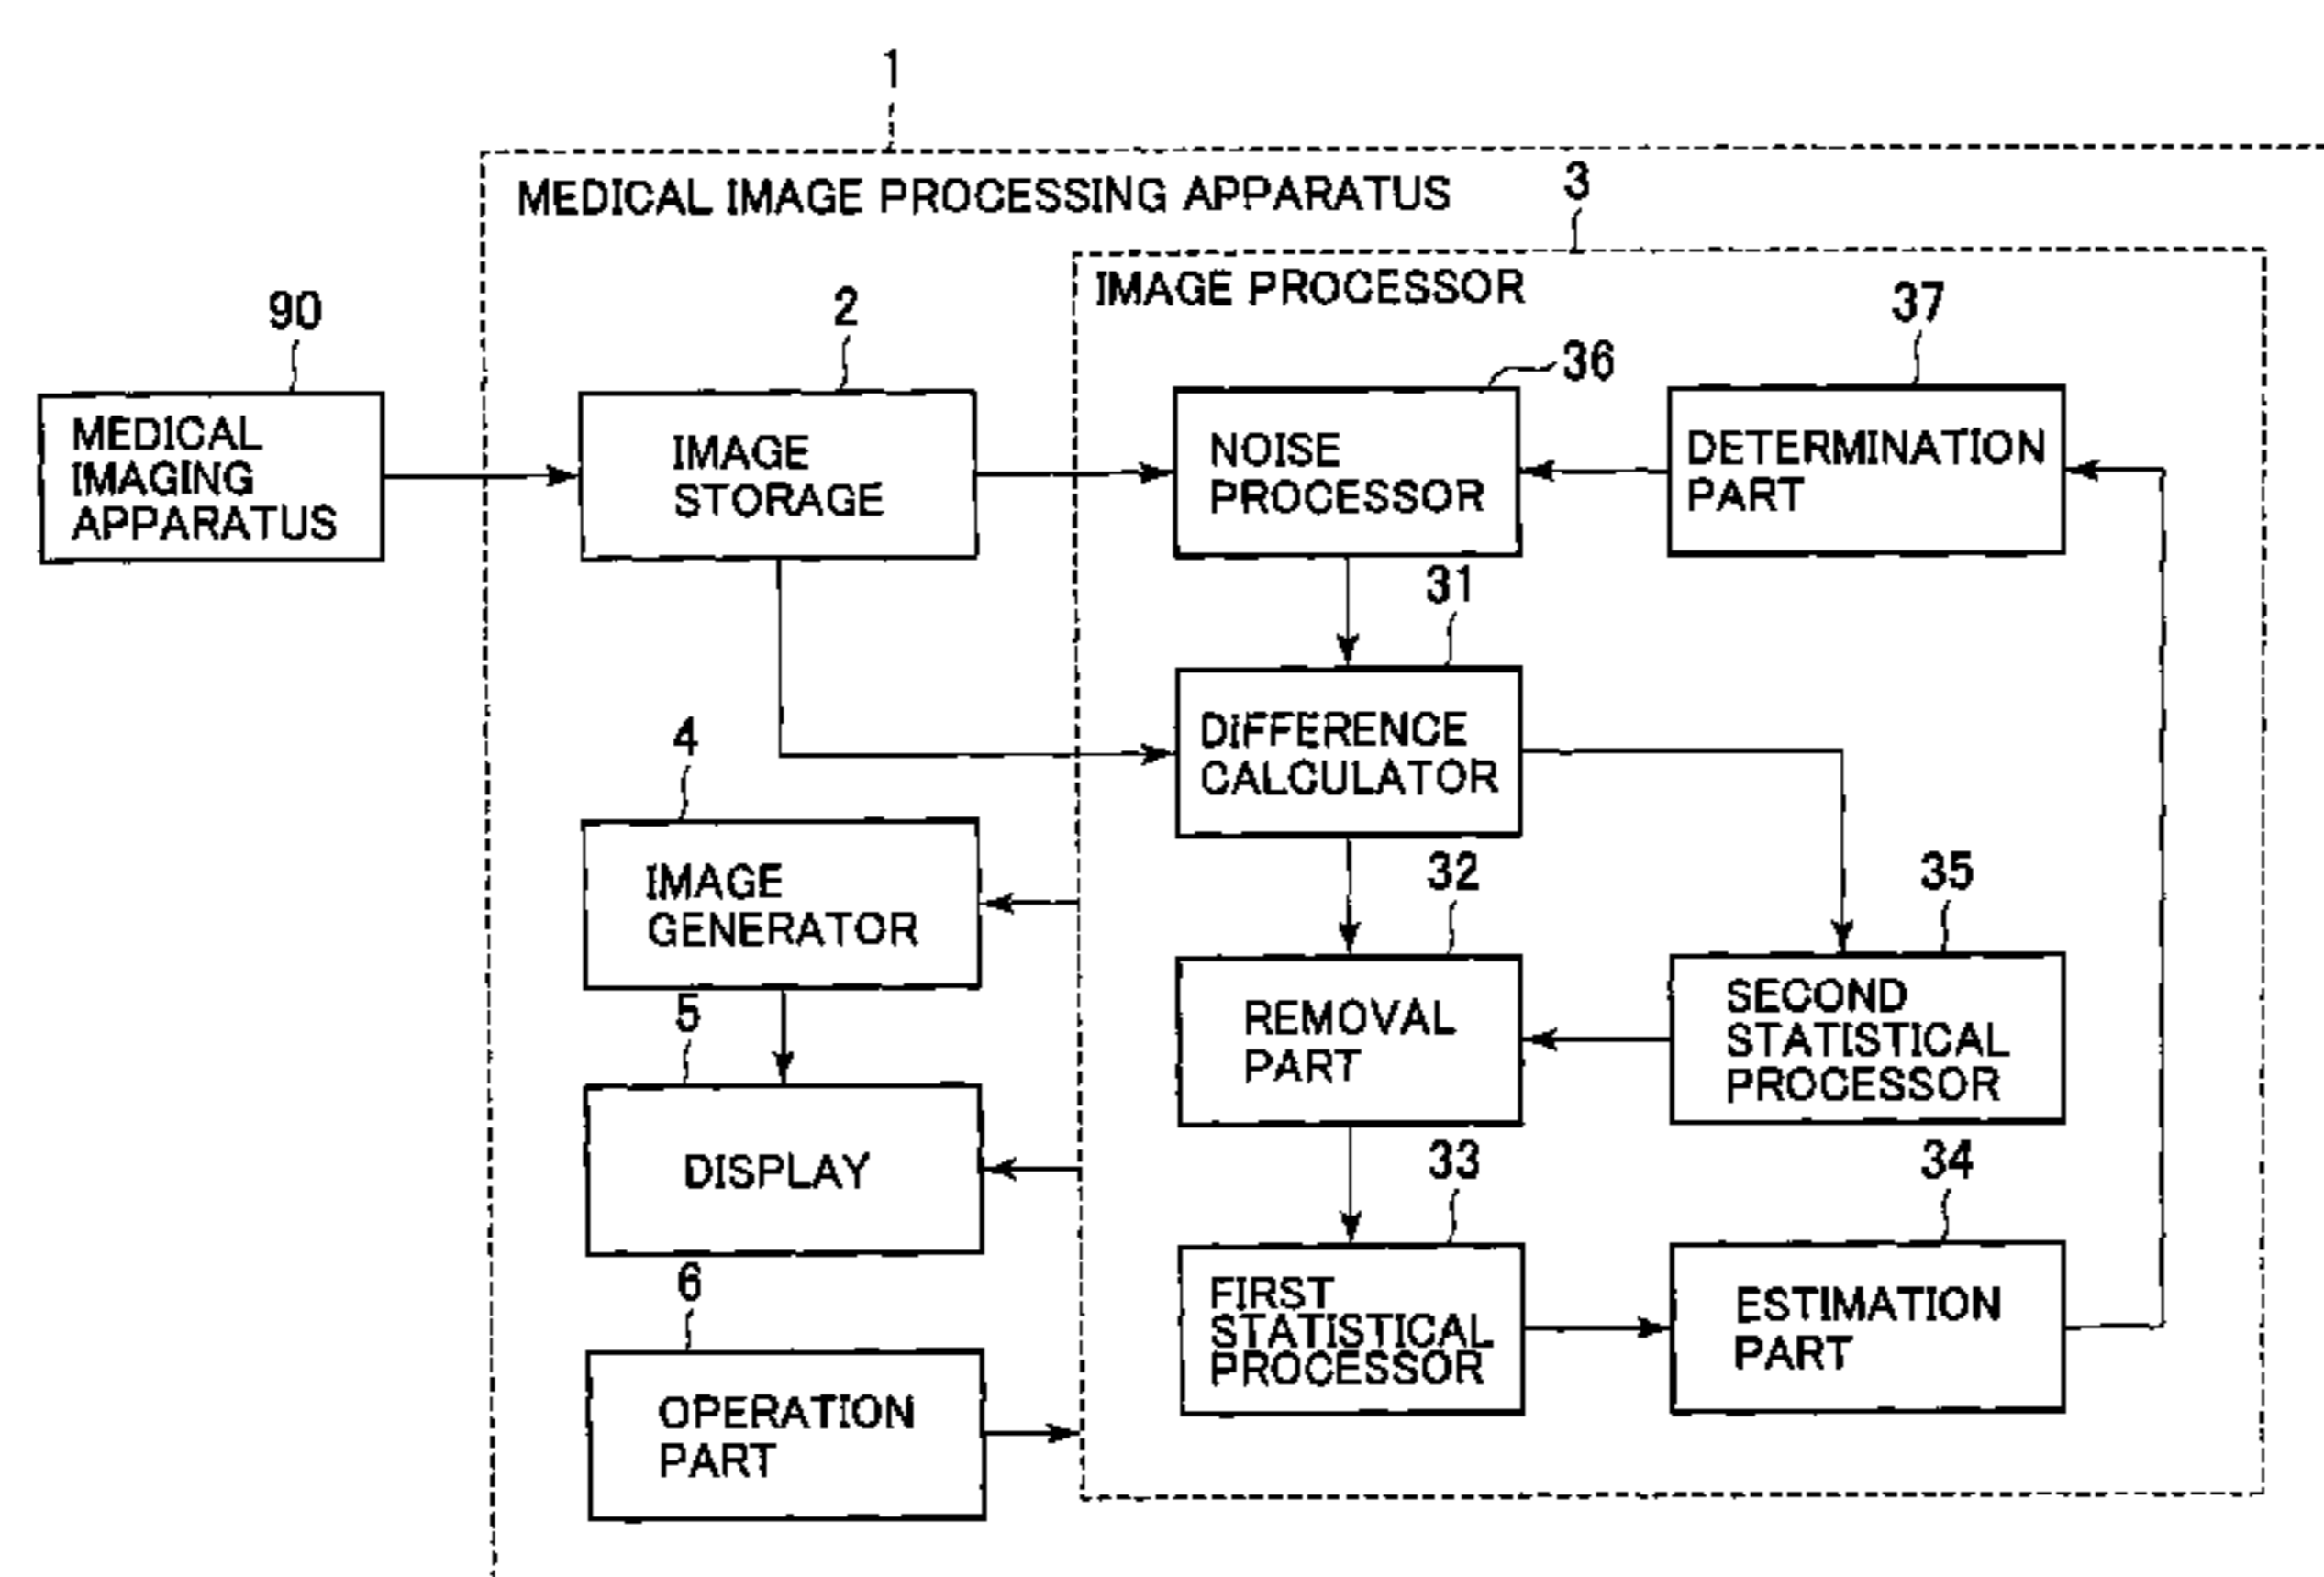 1
MEDICAL IMAGE PROCESSING APPARATUS
3
IMAGE PROCESSOR
90
2
36
37
MEDICAL
IMAGING
APPARATUS
IMAGE
STORAGE
NOISE
PROCESSOR
DETERMINATION
PART
31
DIFFERENCE
CALCULATOR
4
IMAGE
GENERATOR
32
35
REMOVAL
PART
SECOND
STATISTICAL
PROCESSOR
5
DISPLAY
33
34
FIRST
STATISTICAL
PROCESSOR
ESTIMATION
PART
6
OPERATION
PART